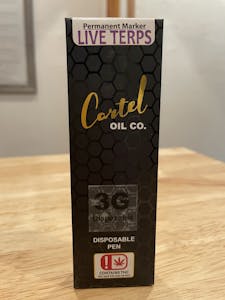 Permanent Marker
LIVE TERPS
Cartel
OIL CO.
3G
DISPOSABLE
PEN
CONTAINS THC